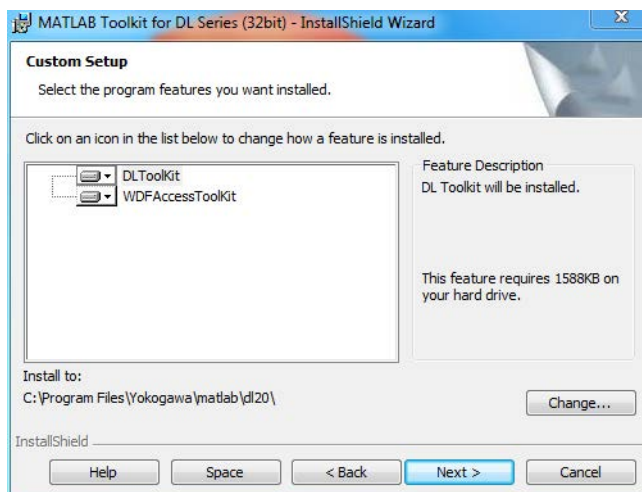 MATLAB Toolkit for DL Series (32bit) - InstallShield Wizard
Custom Setup
Select the program features you want installed.
Click on an icon in the list below to change how a feature is installed.
DLToolKit
WDFAccessToolKit
Feature Description
DL Toolkit will be installed.
This feature requires 1588KB on
your hard drive.
Install to:
C:\Program Files\Yokogawa\matlab\dl20\
Change...
InstallShield
Help
Space
< Back
Next >
Cancel